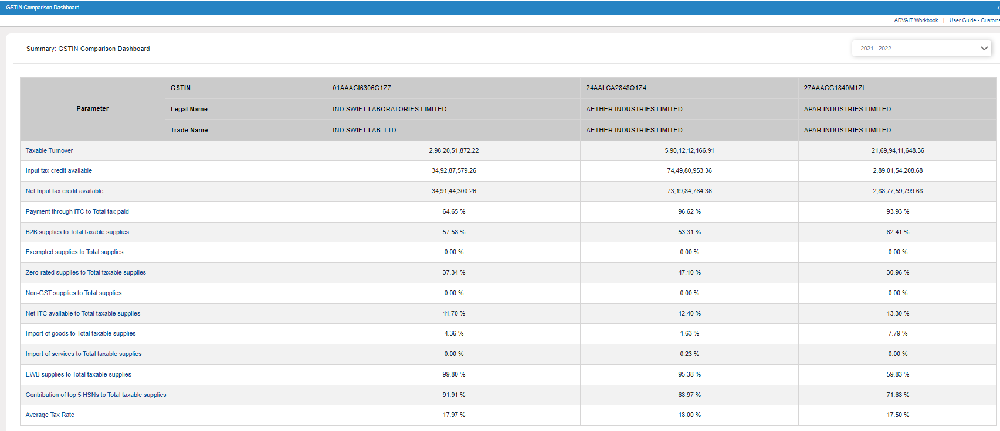 GSTIN Comparison Dashboard
ADVAIT Workbook | User Guide - Customs
Summary: GSTIN Comparison Dashboard
2021 - 2022
Parameter
GSTIN 01AAACI6306G1Z7 24AALCA2848Q1Z4 27AAACG1840M1ZL
Legal Name IND SWIFT LABORATORIES LIMITED AETHER INDUSTRIES LIMITED APAR INDUSTRIES LIMITED
Trade Name IND SWIFT LAB. LTD. AETHER INDUSTRIES LIMITED APAR INDUSTRIES LIMITED
Taxable Turnover 2,98,20,51,872.22 5,90,12,12,166.91 21,69,94,11,648.36
Input tax credit available 34,92,87,579.26 74,49,80,953.36 2,89,01,54,208.68
Net Input tax credit available 34,91,44,300.26 73,19,84,784.36 2,88,77,59,799.68
Payment through ITC to Total tax paid 64.65 % 96.62 % 93.93 %
B2B supplies to Total taxable supplies 57.58 % 53.31 % 62.41 %
Exempted supplies to Total supplies 0.00 % 0.00 % 0.00 %
Zero-rated supplies to Total taxable supplies 37.34 % 47.10 % 30.96 %
Non-GST supplies to Total supplies 0.00 % 0.00 % 0.00 %
Net ITC available to Total taxable supplies 11.70 % 12.40 % 13.30 %
Import of goods to Total taxable supplies 4.36 % 1.63 % 7.79 %
Import of services to Total taxable supplies 0.00 % 0.23 % 0.00 %
EWB supplies to Total taxable supplies 99.80 % 95.38 % 59.83 %
Contribution of top 5 HSNs to Total taxable supplies 91.91 % 68.97 % 71.68 %
Average Tax Rate 17.97 % 18.00 % 17.50 %